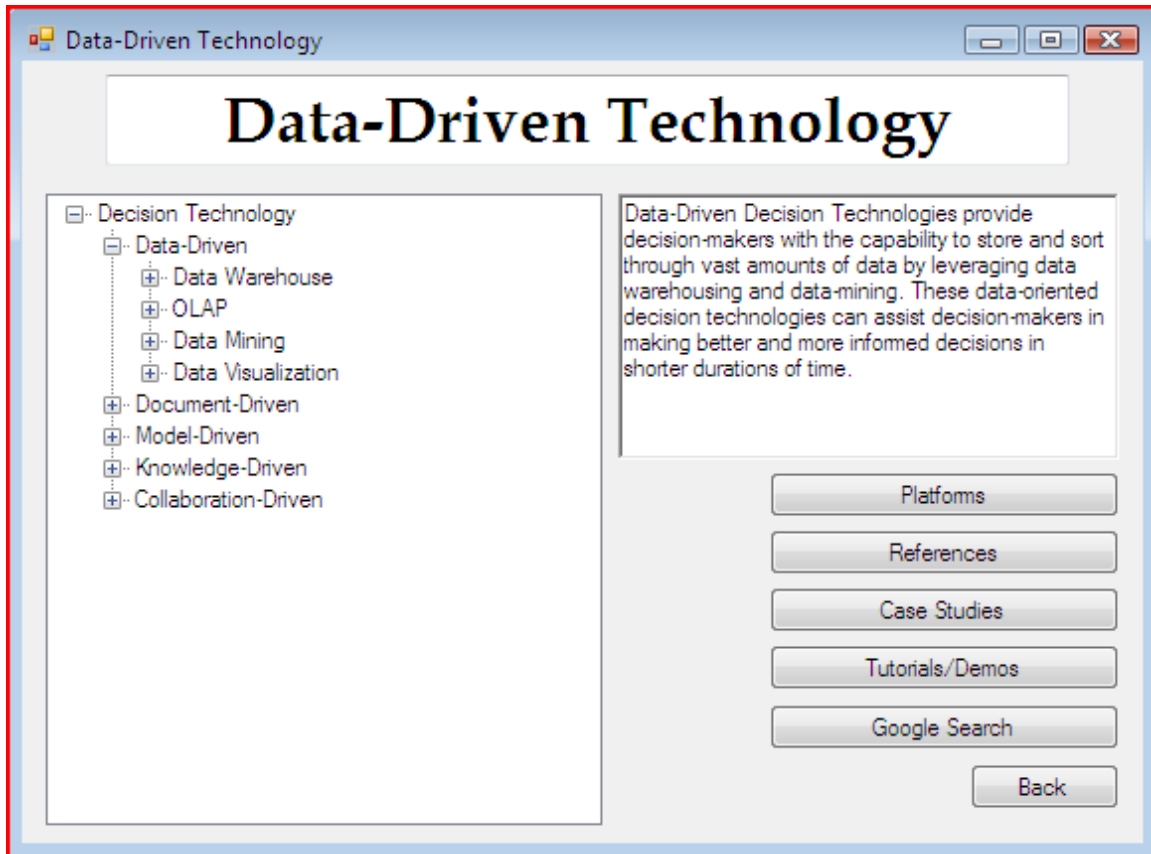 Data-Driven Technology
Data-Driven Technology
Decision Technology
Data-Driven
Data Warehouse
OLAP
Data Mining
Data Visualization
Document-Driven
Model-Driven
Knowledge-Driven
Collaboration-Driven
Data-Driven Decision Technologies provide
decision-makers with the capability to store and sort
through vast amounts of data by leveraging data
warehousing and data-mining. These data-oriented
decision technologies can assist decision-makers in
making better and more informed decisions in
shorter durations of time.
Platforms
References
Case Studies
Tutorials/Demos
Google Search
Back